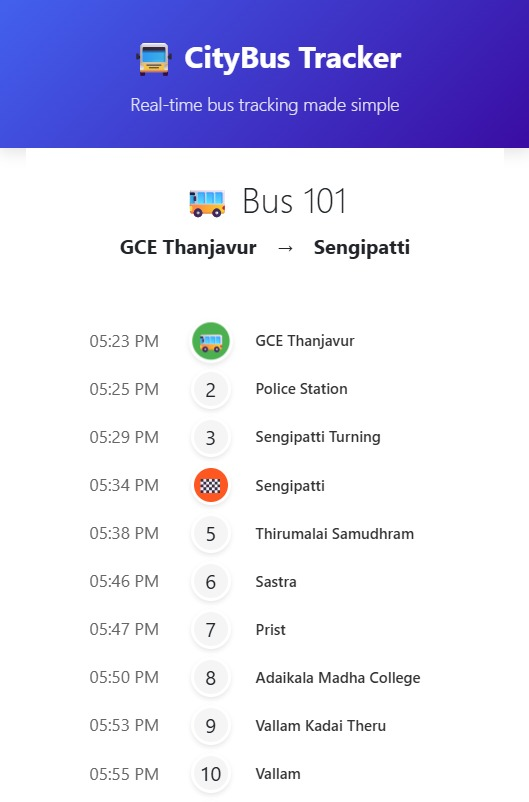 CityBus Tracker
Real-time bus tracking made simple
Bus 101
GCE Thanjavur → Sengipatti
05:23 PM GCE Thanjavur
05:25 PM 2 Police Station
05:29 PM 3 Sengipatti Turning
05:34 PM Sengipatti
05:38 PM 5 Thirumalai Samudhram
05:46 PM 6 Sastra
05:47 PM 7 Prist
05:50 PM 8 Adaikala Madha College
05:53 PM 9 Vallam Kadai Theru
05:55 PM 10 Vallam